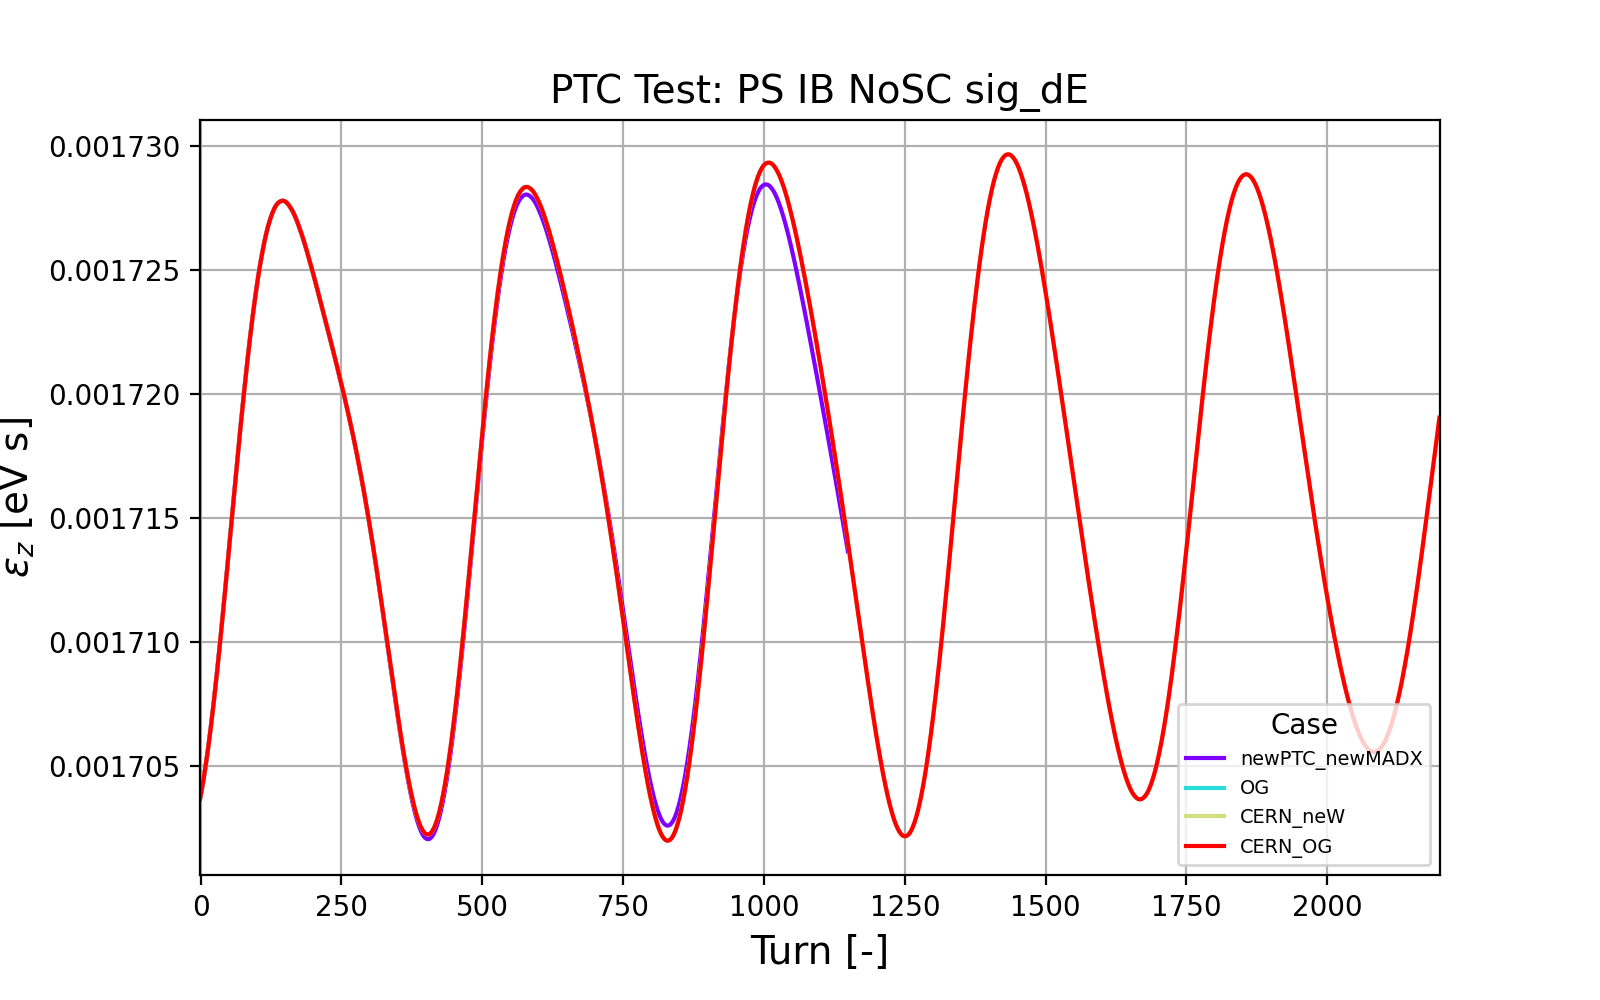 PTC Test: PS IB NoSC sig_dE
0.001730
0.001725
0.001720
0.001715
0.001710
0.001705
ε_z [eV s]
0 250 500 750 1000 1250 1500 1750 2000
Turn [-]
Case
newPTC_newMADX
OG
CERN_neW
CERN_OG